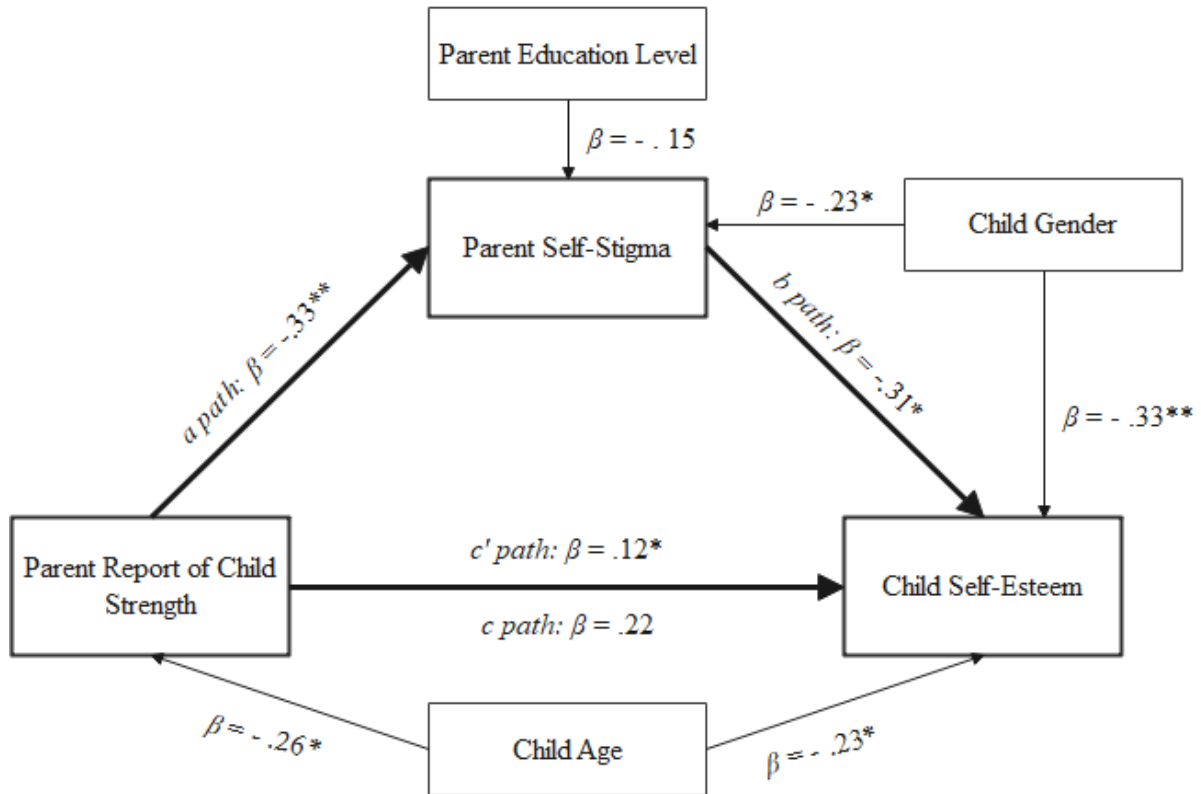 Parent Education Level
β = - . 15
β = - .23*
Child Gender
Parent Self-Stigma
a path: β = -.33**
b path: β = -.31*
β = - .33**
Parent Report of Child
Strength
c' path: β = .12*
c path: β = .22
Child Self-Esteem
β = - .26*
Child Age
β = - .23*